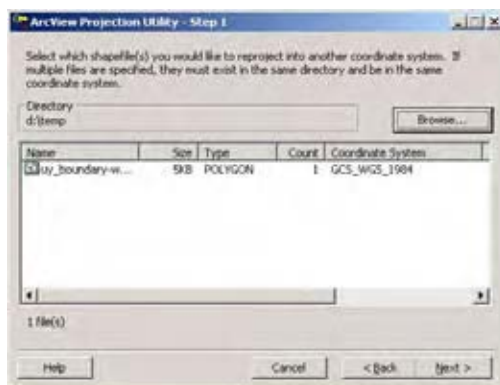 ArcView Projection Utility - Step 1
Select which shapefile(s) you would like to reproject into another coordinate system. If
multiple files are specified, they must exist in the same directory and be in the same
coordinate system.
Directory
d:\temp
Browse...
Name Size Type Count Coordinate System
uy_boundary-w... 5KB POLYGON 1 GCS_WGS_1984
1 file(s)
Help Cancel < Back Next >